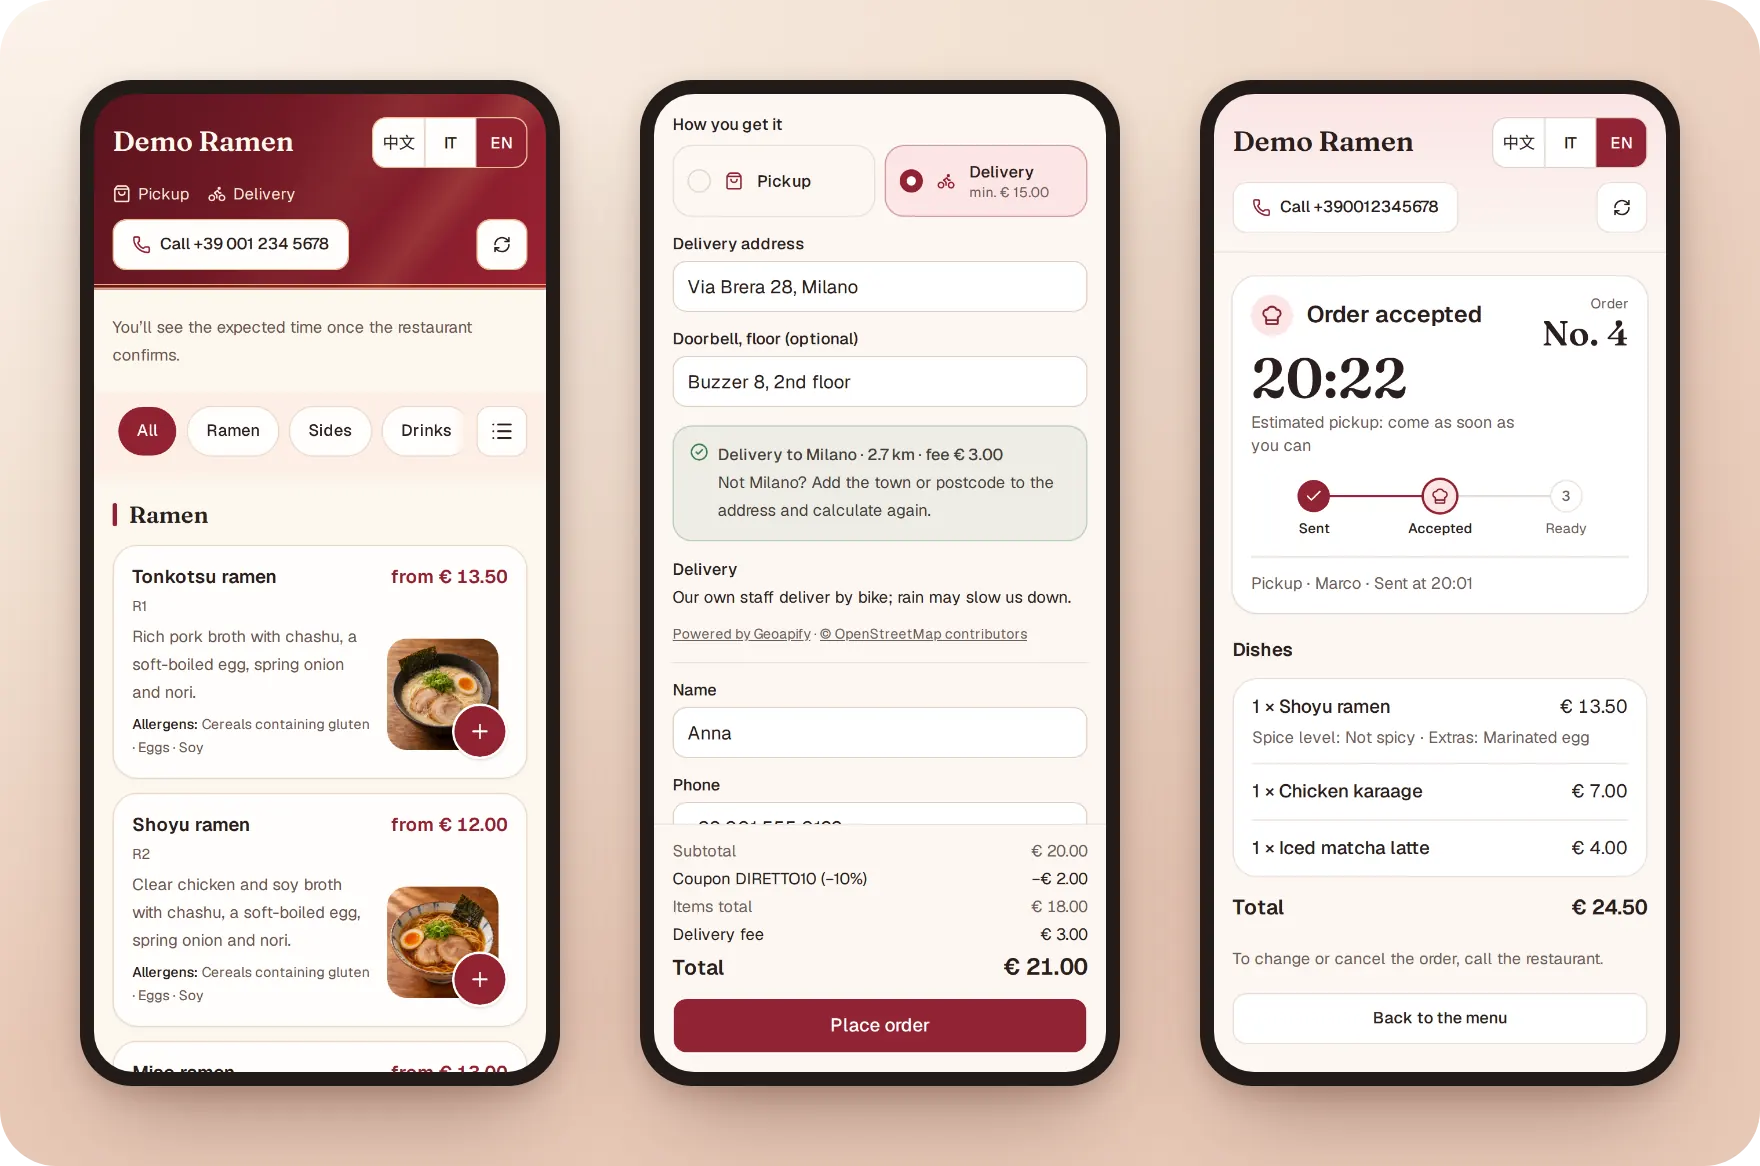 Demo Ramen
中文 IT EN
Pickup Delivery
Call +39 001 234 5678
You'll see the expected time once the restaurant
confirms.
All Ramen Sides Drinks
Ramen
Tonkotsu ramen from € 13.50
R1
Rich pork broth with chashu, a
soft-boiled egg, spring onion
and nori.
Allergens: Cereals containing gluten
· Eggs · Soy
Shoyu ramen from € 12.00
R2
Clear chicken and soy broth
with chashu, a soft-boiled egg,
spring onion and nori.
Allergens: Cereals containing gluten
· Eggs · Soy
Miso ramen from € 13.00
How you get it
Pickup
Delivery
min. € 15.00
Delivery address
Via Brera 28, Milano
Doorbell, floor (optional)
Buzzer 8, 2nd floor
Delivery to Milano · 2.7 km · fee € 3.00
Not Milano? Add the town or postcode to the
address and calculate again.
Delivery
Our own staff deliver by bike; rain may slow us down.
Powered by Geoapify · © OpenStreetMap contributors
Name
Anna
Phone
Subtotal € 20.00
Coupon DIRETTO10 (−10%) −€ 2.00
Items total € 18.00
Delivery fee € 3.00
Total € 21.00
Place order
Demo Ramen
中文 IT EN
Call +390012345678
Order accepted
Order
No. 4
20:22
Estimated pickup: come as soon as
you can
3
Sent Accepted Ready
Pickup · Marco · Sent at 20:01
Dishes
1 × Shoyu ramen € 13.50
Spice level: Not spicy · Extras: Marinated egg
1 × Chicken karaage € 7.00
1 × Iced matcha latte € 4.00
Total € 24.50
To change or cancel the order, call the restaurant.
Back to the menu